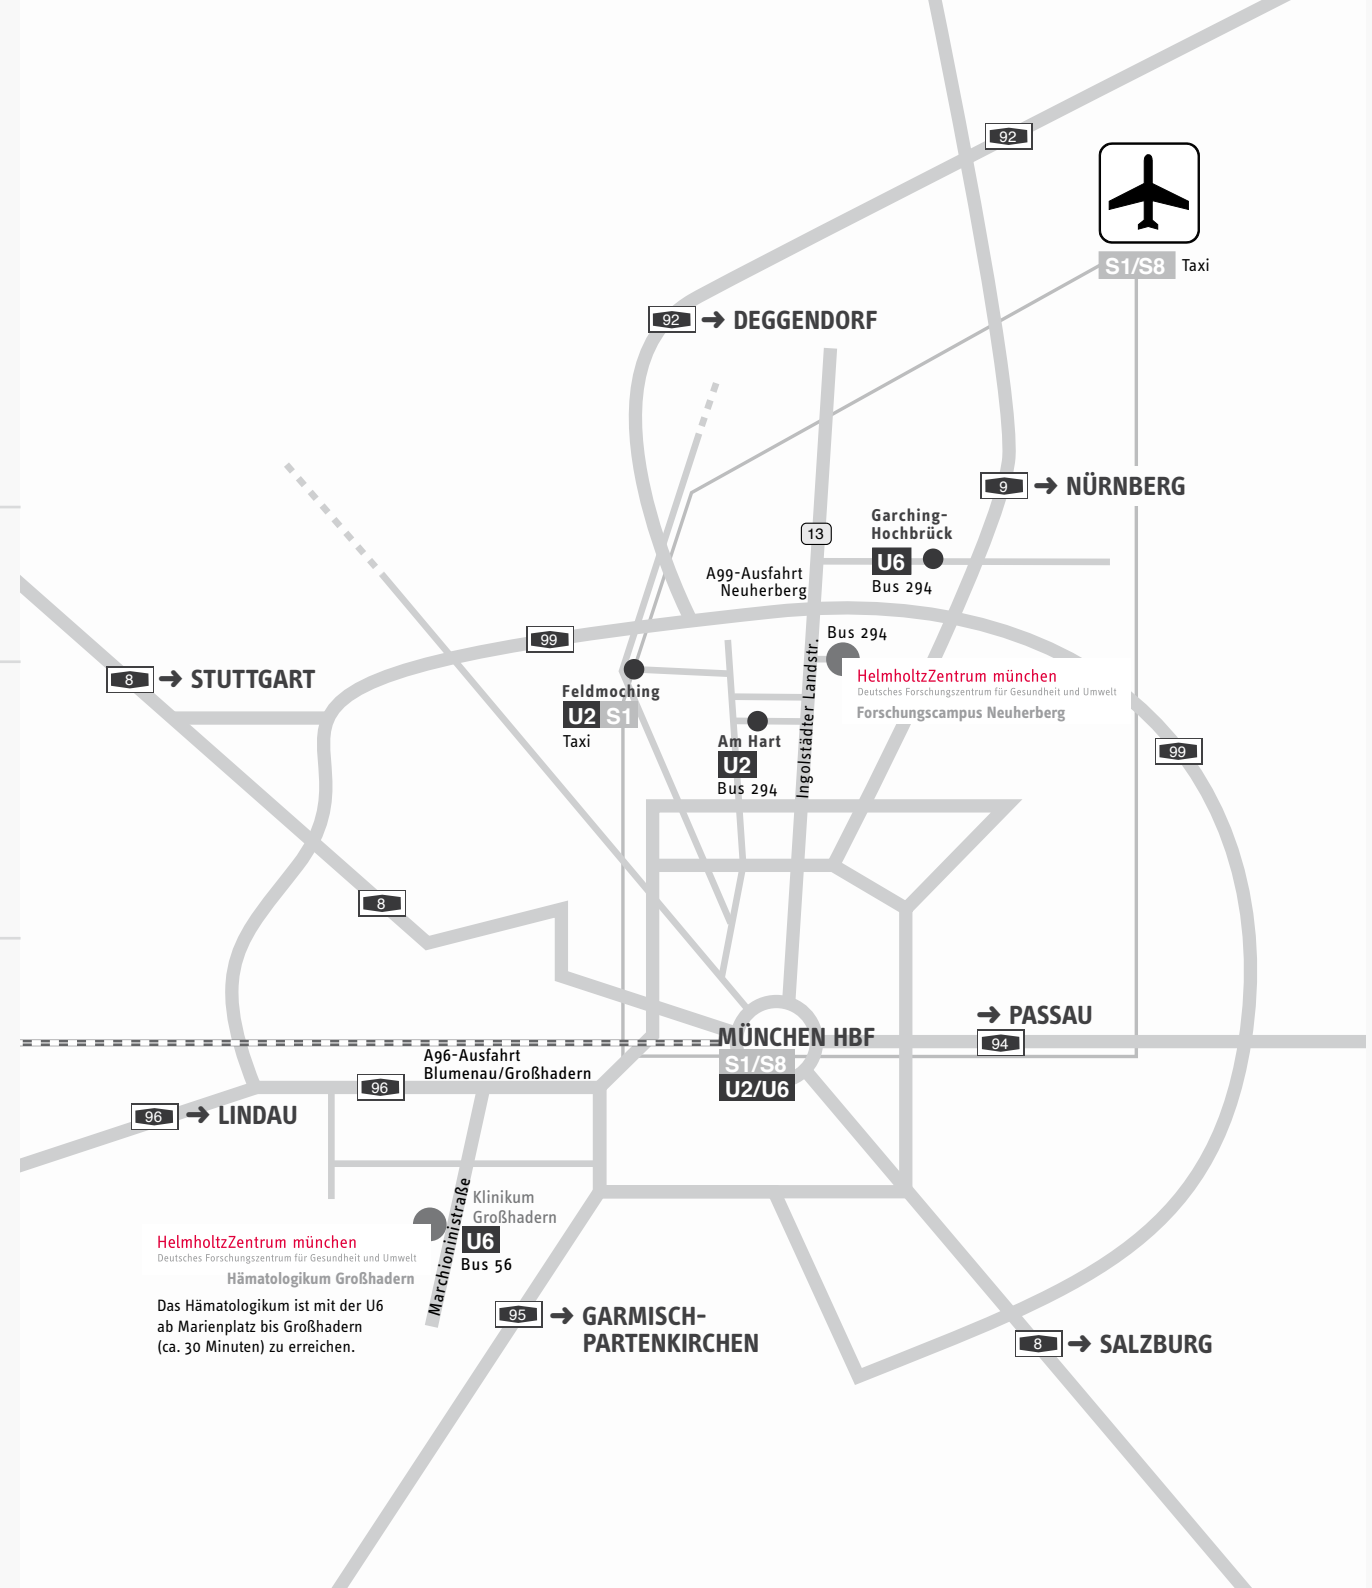 92
S1/S8 Taxi
92 ➜ DEGGENDORF
9 ➜ NÜRNBERG
Garching-
Hochbrück
U6
Bus 294
13
A99-Ausfahrt
Neuherberg
99
Bus 294
HelmholtzZentrum münchen
Deutsches Forschungszentrum für Gesundheit und Umwelt
Forschungscampus Neuherberg
8 ➜ STUTTGART
Feldmoching
U2 S1
Taxi
Am Hart
U2
Bus 294
Ingolstädter Landstr.
99
8
➜ PASSAU
94
MÜNCHEN HBF
S1/S8
U2/U6
A96-Ausfahrt
Blumenau/Großhadern
96
96 ➜ LINDAU
Marchioninistraße
Klinikum
Großhadern
U6
Bus 56
HelmholtzZentrum münchen
Deutsches Forschungszentrum für Gesundheit und Umwelt
Hämatologikum Großhadern
Das Hämatologikum ist mit der U6
ab Marienplatz bis Großhadern
(ca. 30 Minuten) zu erreichen.
95 ➜ GARMISCH-
PARTENKIRCHEN
8 ➜ SALZBURG